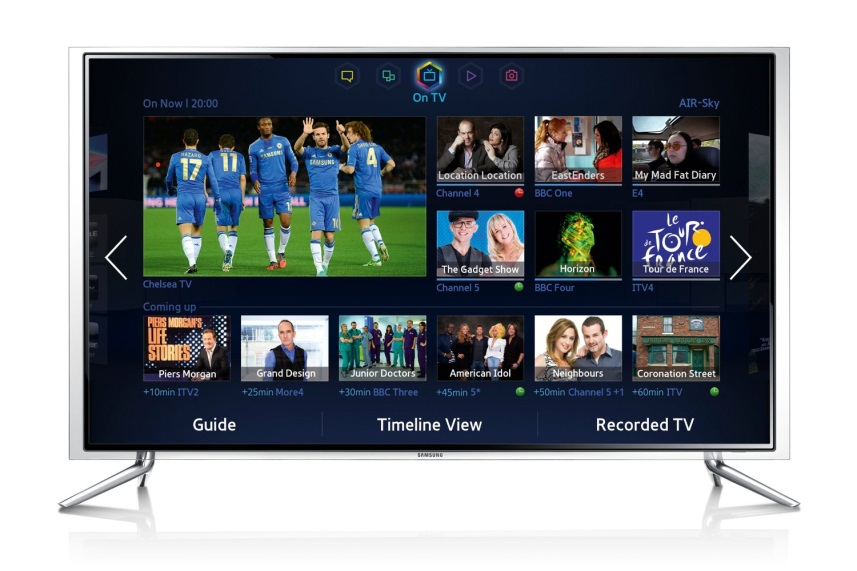 On TV
On Now | 20:00
AIR-Sky
HAZARD
17
11
SAMSUNG
SAMSUNG
4
Chelsea TV
Location Location
Channel 4
EastEnders
BBC One
My Mad Fat Diary
E4
The Gadget Show
Channel 5
Horizon
BBC Four
Le
Tour
de
France
Tour de France
ITV4
Coming up
PIERS MORGAN'S
LIFE
STORIES
Piers Morgan
+10min ITV2
Grand Design
+25min More4
Junior Doctors
+30min BBC Three
American Idol
+45min 5*
Neighbours
+50min Channel 5 +1
Coronation Street
+60min ITV
Guide
Timeline View
Recorded TV
SAMSUNG